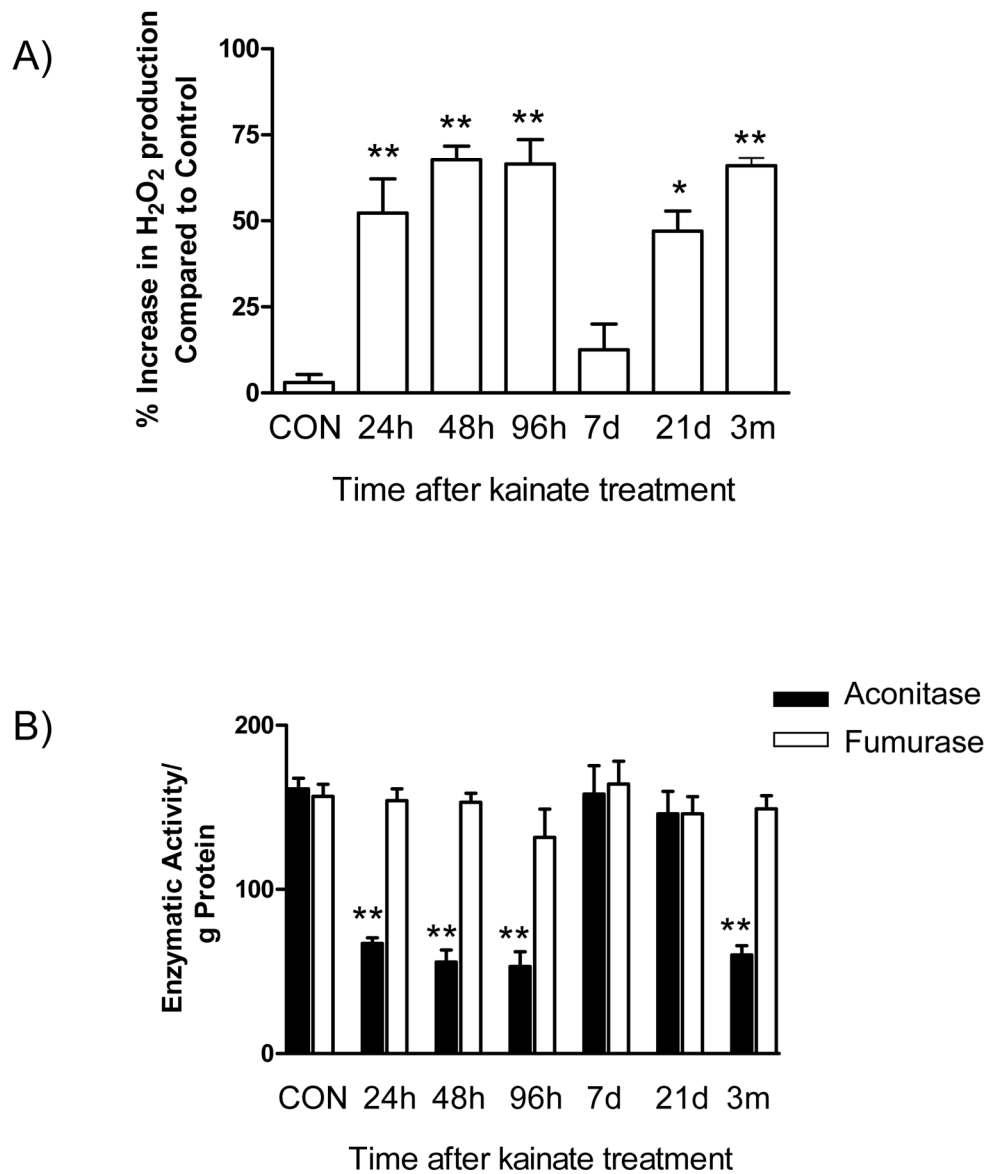 A)
% Increase in H₂O₂ production
Compared to Control
100
75
50
25
0
**
**
**
*
**
CON 24h 48h 96h 7d 21d 3m
Time after kainate treatment
B)
Aconitase
Fumurase
Enzymatic Activity/
g Protein
200
100
0
**
**
**
**
CON 24h 48h 96h 7d 21d 3m
Time after kainate treatment